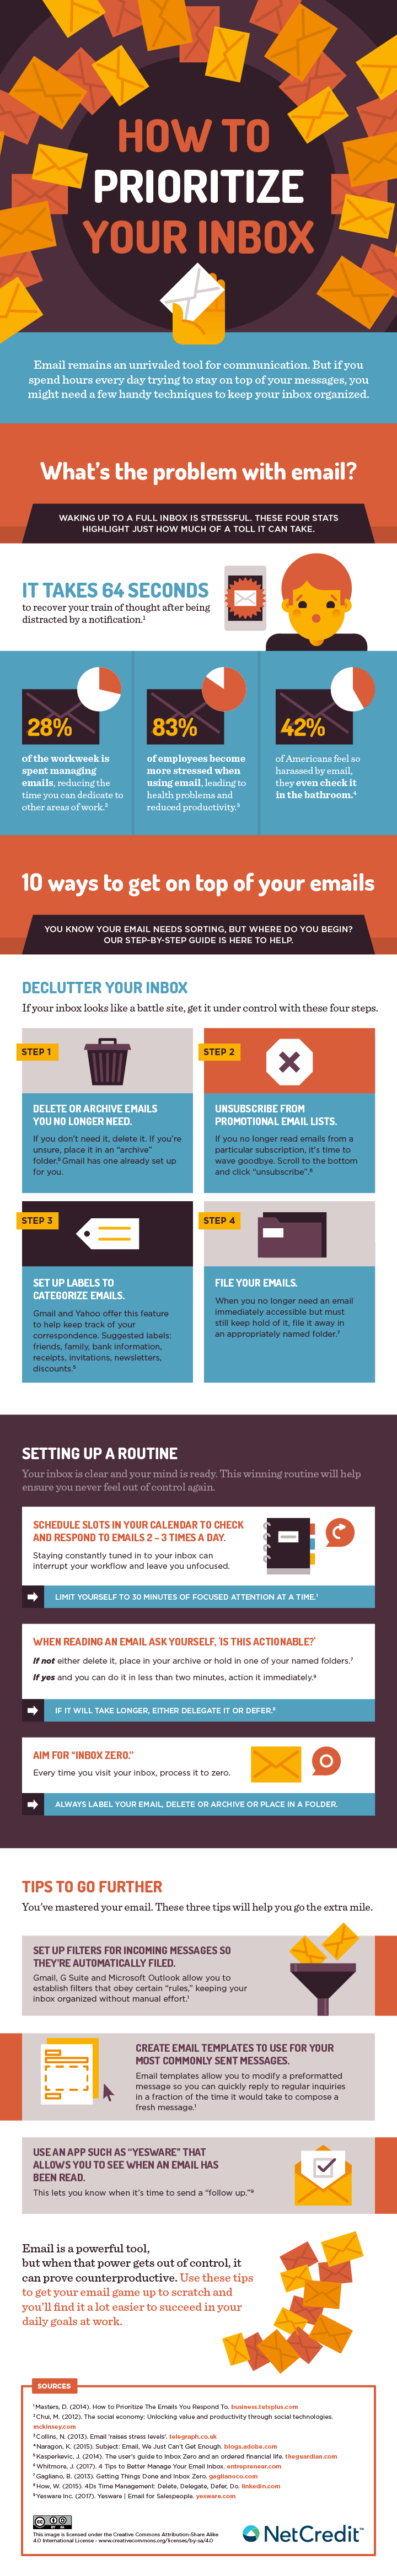 HOW TO
PRIORITIZE
YOUR INBOX
Email remains an unrivaled tool for communication. But if you
spend hours every day trying to stay on top of your messages, you
might need a few handy techniques to keep your inbox organized.
What's the problem with email?
WAKING UP TO A FULL INBOX IS STRESSFUL. THESE FOUR STATS
HIGHLIGHT JUST HOW MUCH OF A TOLL IT CAN TAKE.
IT TAKES 64 SECONDS
to recover your train of thought after being
distracted by a notification.¹
28%
of the workweek is
spent managing
emails, reducing the
time you can dedicate to
other areas of work.²
83%
of employees become
more stressed when
using email, leading to
health problems and
reduced productivity.³
42%
of Americans feel so
harassed by email,
they even check it
in the bathroom.⁴
10 ways to get on top of your emails
YOU KNOW YOUR EMAIL NEEDS SORTING, BUT WHERE DO YOU BEGIN?
OUR STEP-BY-STEP GUIDE IS HERE TO HELP.
DECLUTTER YOUR INBOX
If your inbox looks like a battle site, get it under control with these four steps.
STEP 1
DELETE OR ARCHIVE EMAILS
YOU NO LONGER NEED.
If you don't need it, delete it. If you're
unsure, place it in an "archive"
folder.⁵ Gmail has one already set up
for you.
STEP 2
UNSUBSCRIBE FROM
PROMOTIONAL EMAIL LISTS.
If you no longer read emails from a
particular subscription, it's time to
wave goodbye. Scroll to the bottom
and click "unsubscribe".⁶
STEP 3
SET UP LABELS TO
CATEGORIZE EMAILS.
Gmail and Yahoo offer this feature
to help keep track of your
correspondence. Suggested labels:
friends, family, bank information,
receipts, invitations, newsletters,
discounts.⁵
STEP 4
FILE YOUR EMAILS.
When you no longer need an email
immediately accessible but must
still keep hold of it, file it away in
an appropriately named folder.⁷
SETTING UP A ROUTINE
Your inbox is clear and your mind is ready. This winning routine will help
ensure you never feel out of control again.
SCHEDULE SLOTS IN YOUR CALENDAR TO CHECK
AND RESPOND TO EMAILS 2 – 3 TIMES A DAY.
Staying constantly tuned in to your inbox can
interrupt your workflow and leave you unfocused.
LIMIT YOURSELF TO 30 MINUTES OF FOCUSED ATTENTION AT A TIME.¹
WHEN READING AN EMAIL ASK YOURSELF, 'IS THIS ACTIONABLE?'
If not either delete it, place in your archive or hold in one of your named folders.⁷
If yes and you can do it in less than two minutes, action it immediately.⁸
IF IT WILL TAKE LONGER, EITHER DELEGATE IT OR DEFER.⁸
AIM FOR "INBOX ZERO."
Every time you visit your inbox, process it to zero.
ALWAYS LABEL YOUR EMAIL, DELETE OR ARCHIVE OR PLACE IN A FOLDER.
TIPS TO GO FURTHER
You've mastered your email. These three tips will help you go the extra mile.
SET UP FILTERS FOR INCOMING MESSAGES SO
THEY'RE AUTOMATICALLY FILED.
Gmail, G Suite and Microsoft Outlook allow you to
establish filters that obey certain "rules," keeping your
inbox organized without manual effort.¹
CREATE EMAIL TEMPLATES TO USE FOR YOUR
MOST COMMONLY SENT MESSAGES.
Email templates allow you to modify a preformatted
message so you can quickly reply to regular inquiries
in a fraction of the time it would take to compose a
fresh message.¹
USE AN APP SUCH AS "YESWARE" THAT
ALLOWS YOU TO SEE WHEN AN EMAIL HAS
BEEN READ.
This lets you know when it's time to send a "follow up."⁹
Email is a powerful tool,
but when that power gets out of control, it
can prove counterproductive. Use these tips
to get your email game up to scratch and
you'll find it a lot easier to succeed in your
daily goals at work.
SOURCES
¹ Masters, D. (2014). How to Prioritize The Emails You Respond To. business.tutsplus.com
² Chui, M. (2012). The social economy: Unlocking value and productivity through social technologies.
mckinsey.com
³ Collins, N. (2013). Email 'raises stress levels'. telegraph.co.uk
⁴ Naragon, K. (2015). Subject: Email, We Just Can't Get Enough. blogs.adobe.com
⁵ Kasperkevic, J. (2014). The user's guide to Inbox Zero and an ordered financial life. theguardian.com
⁶ Whitmore, J. (2017). 4 Tips to Better Manage Your Email Inbox. entrepreneur.com
⁷ Gagliano, B. (2013). Getting Things Done and Inbox Zero. gaglianoco.com
⁸ How, W. (2015). 4Ds Time Management: Delete, Delegate, Defer, Do. linkedin.com
⁹ Yesware Inc. (2017). Yesware | Email for Salespeople. yesware.com
CC BY SA
This image is licensed under the Creative Commons Attribution-Share Alike
4.0 International License - www.creativecommons.org/licenses/by-sa/4.0
NetCredit™